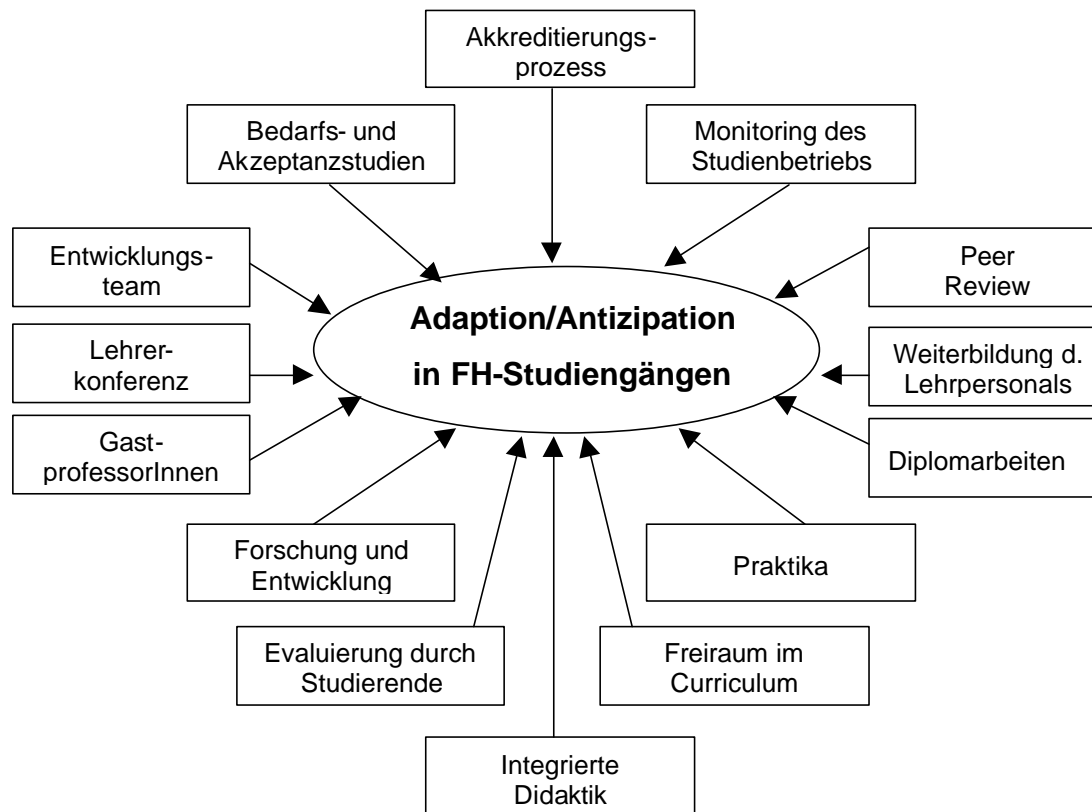 Akkreditierungs-
prozess
Bedarfs- und
Akzeptanzstudien
Monitoring des
Studienbetriebs
Entwicklungs-
team
Peer
Review
Adaption/Antizipation
in FH-Studiengängen
Lehrer-
konferenz
Weiterbildung d.
Lehrpersonals
Gast-
professorInnen
Diplomarbeiten
Forschung und
Entwicklung
Praktika
Evaluierung durch
Studierende
Freiraum im
Curriculum
Integrierte
Didaktik